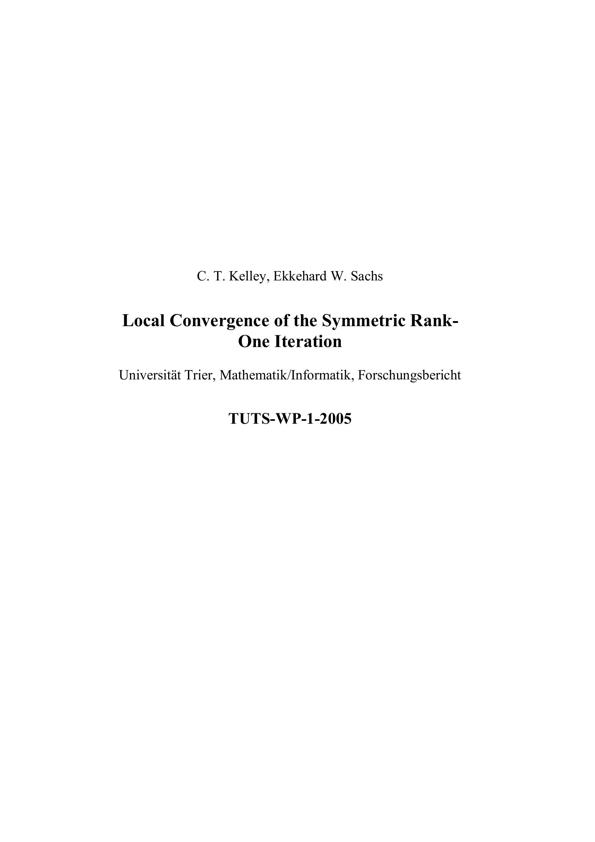 C. T. Kelley, Ekkehard W. Sachs
Local Convergence of the Symmetric Rank-
One Iteration
Universität Trier, Mathematik/Informatik, Forschungsbericht
TUTS-WP-1-2005